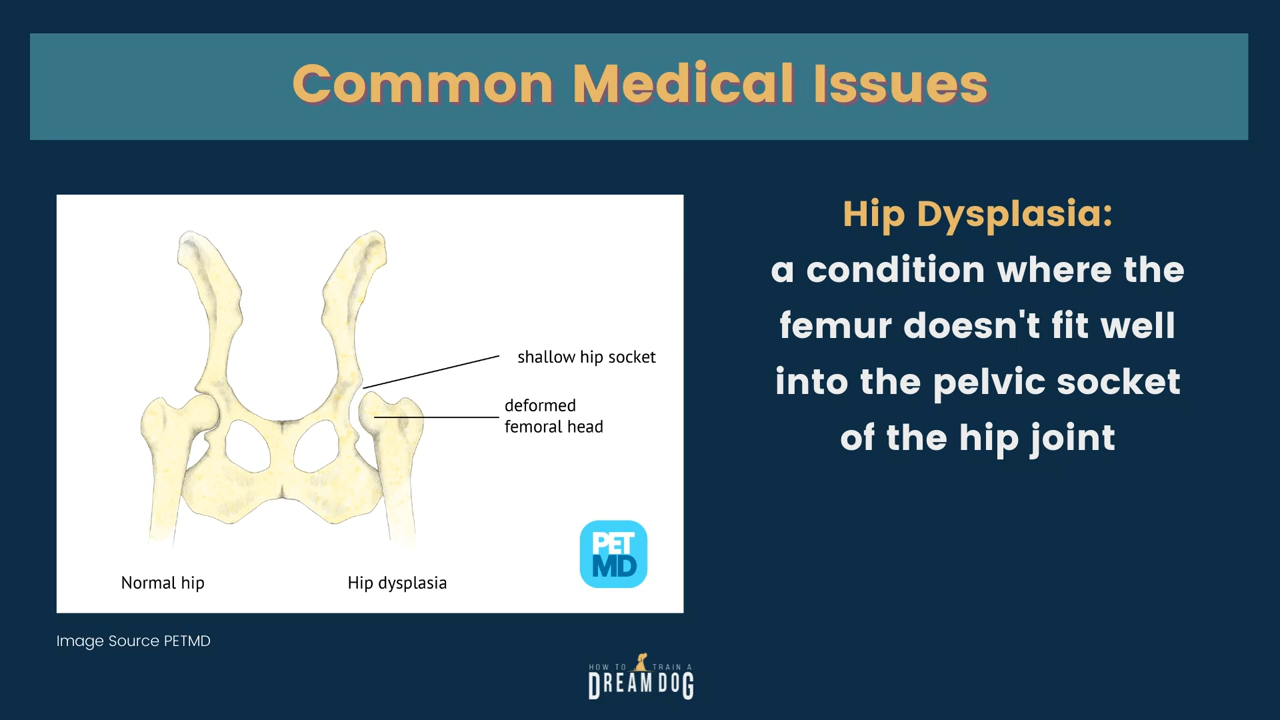 Common Medical Issues
shallow hip socket
deformed
femoral head
PET
MD
Normal hip
Hip dysplasia
Image Source PETMD
Hip Dysplasia:
a condition where the
femur doesn't fit well
into the pelvic socket
of the hip joint
HOW TO TRAIN A
DREAM DOG